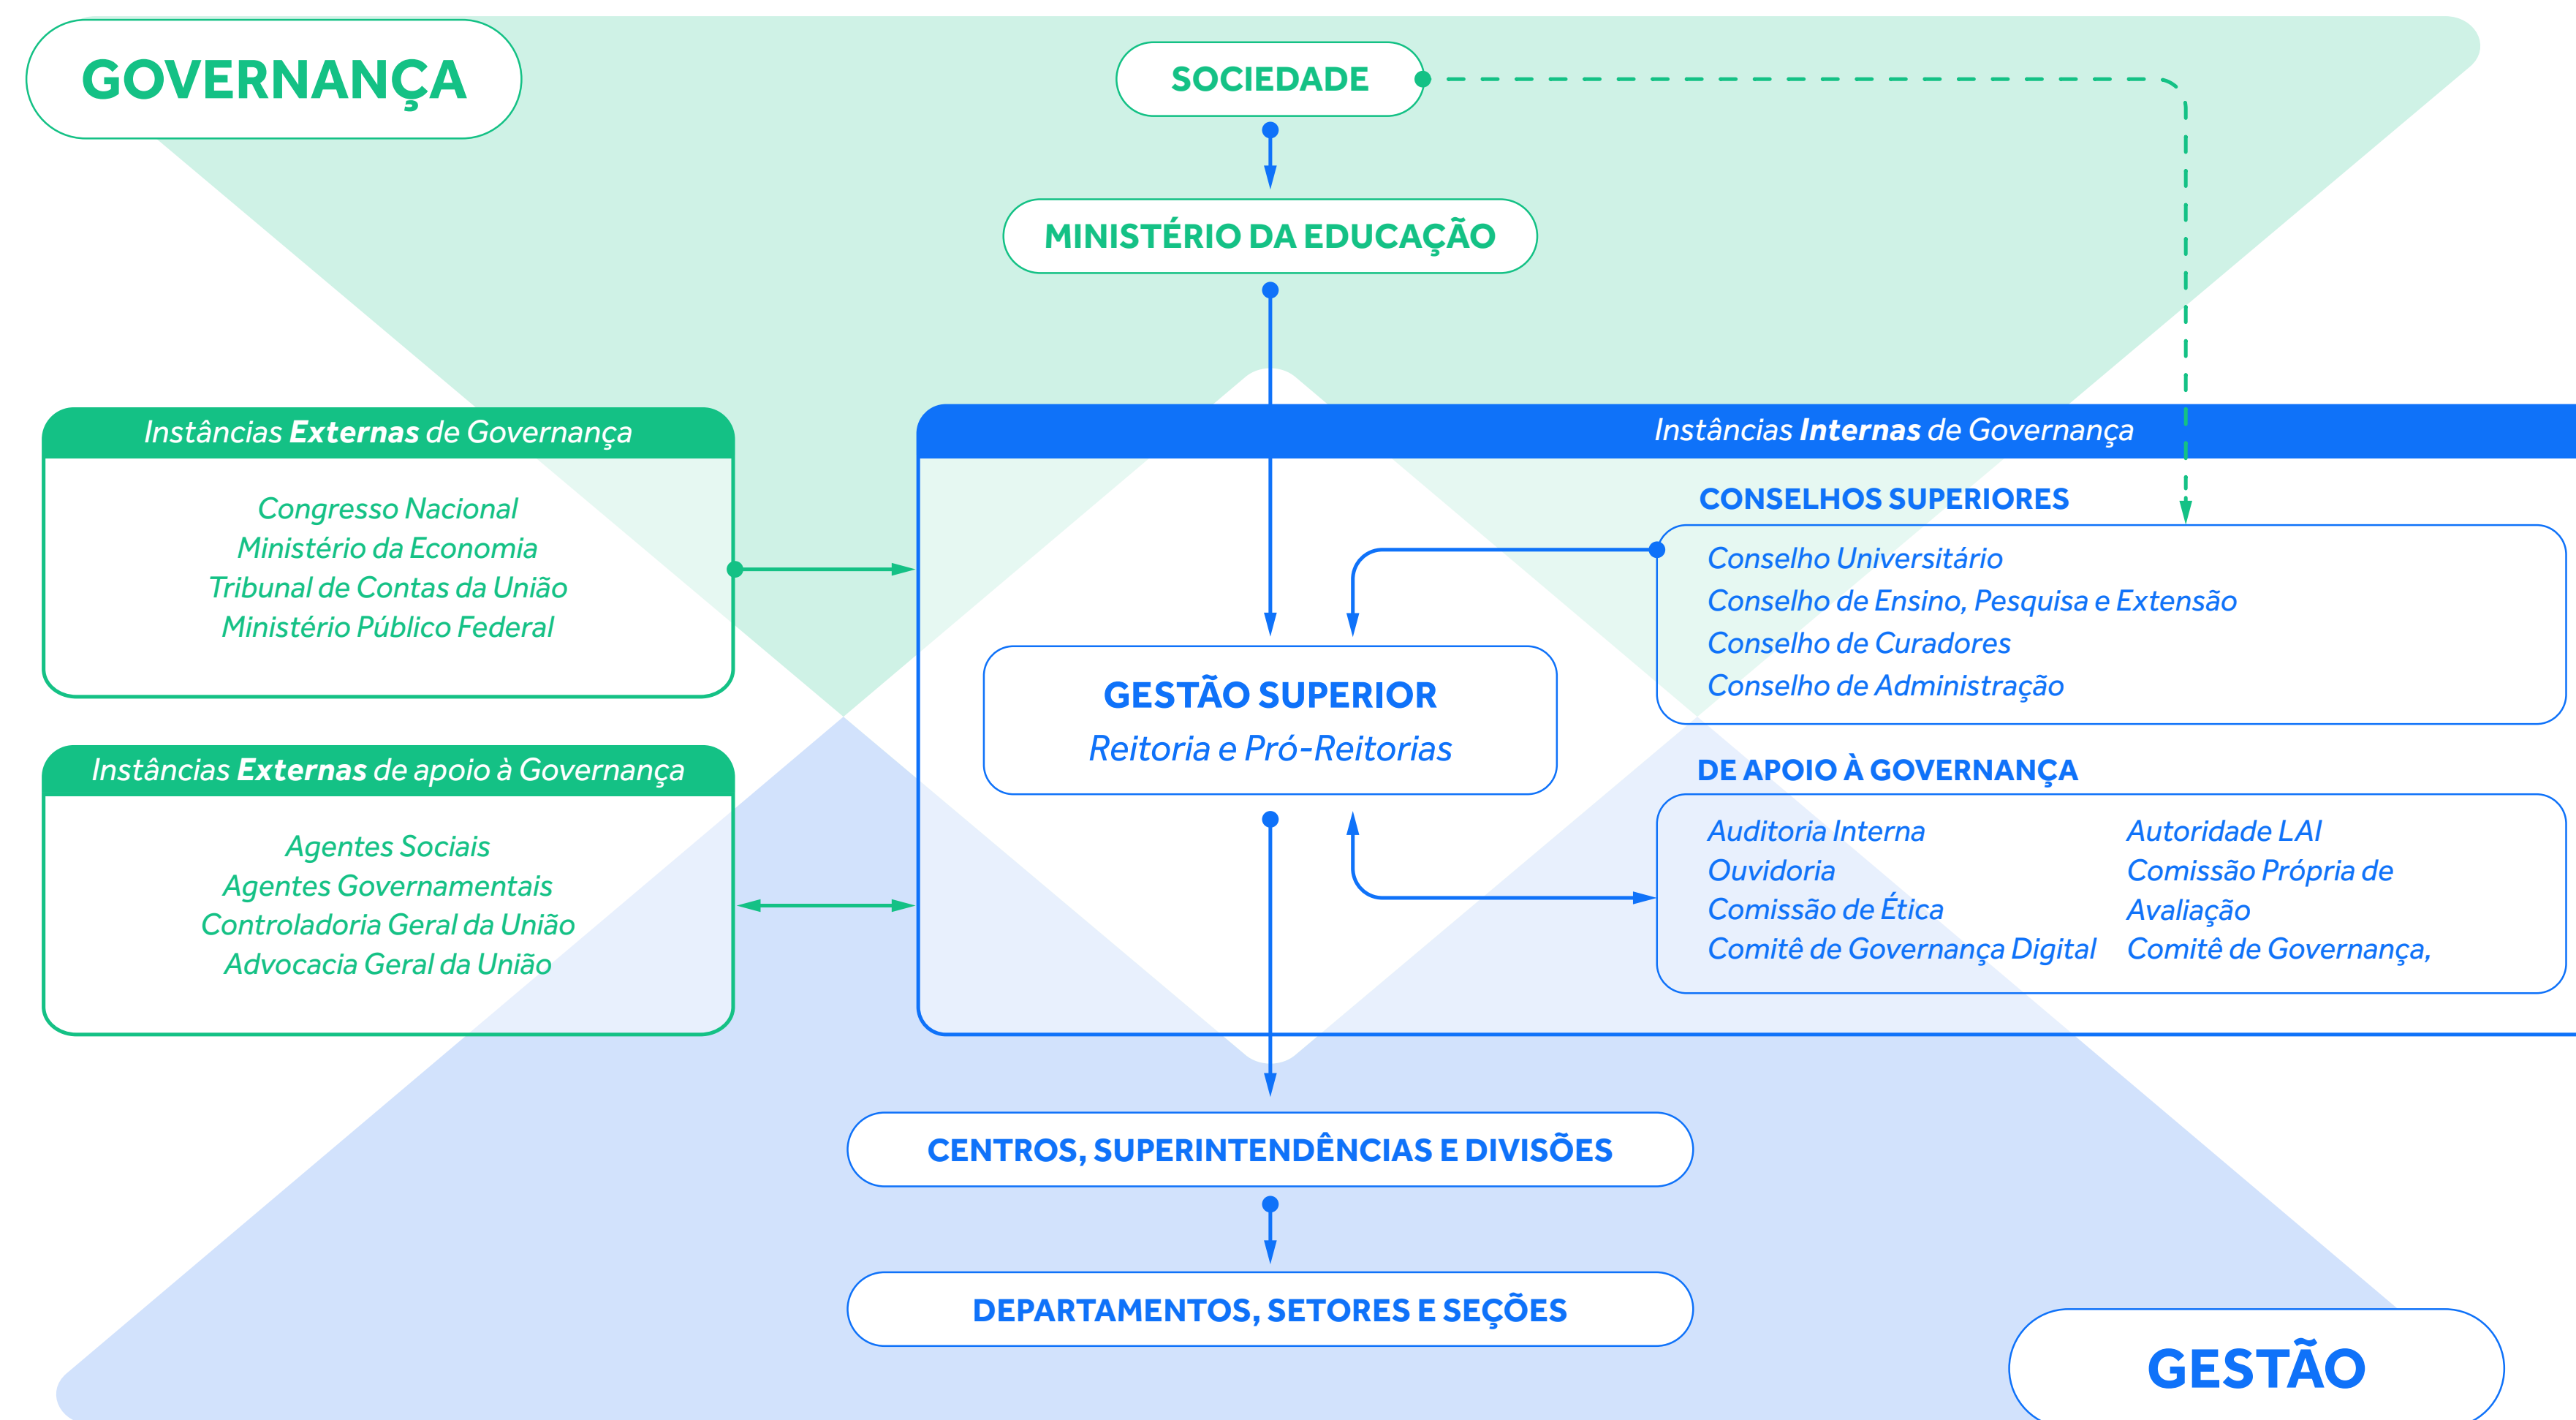 GOVERNANÇA
SOCIEDADE
MINISTÉRIO DA EDUCAÇÃO
Instâncias Externas de Governança
Congresso Nacional
Ministério da Economia
Tribunal de Contas da União
Ministério Público Federal
Instâncias Externas de apoio à Governança
Agentes Sociais
Agentes Governamentais
Controladoria Geral da União
Advocacia Geral da União
Instâncias Internas de Governança
GESTÃO SUPERIOR
Reitoria e Pró-Reitorias
CONSELHOS SUPERIORES
Conselho Universitário
Conselho de Ensino, Pesquisa e Extensão
Conselho de Curadores
Conselho de Administração
DE APOIO À GOVERNANÇA
Auditoria Interna
Ouvidoria
Comissão de Ética
Comitê de Governança Digital
Autoridade LAI
Comissão Própria de
Avaliação
Comitê de Governança,
CENTROS, SUPERINTENDÊNCIAS E DIVISÕES
DEPARTAMENTOS, SETORES E SEÇÕES
GESTÃO